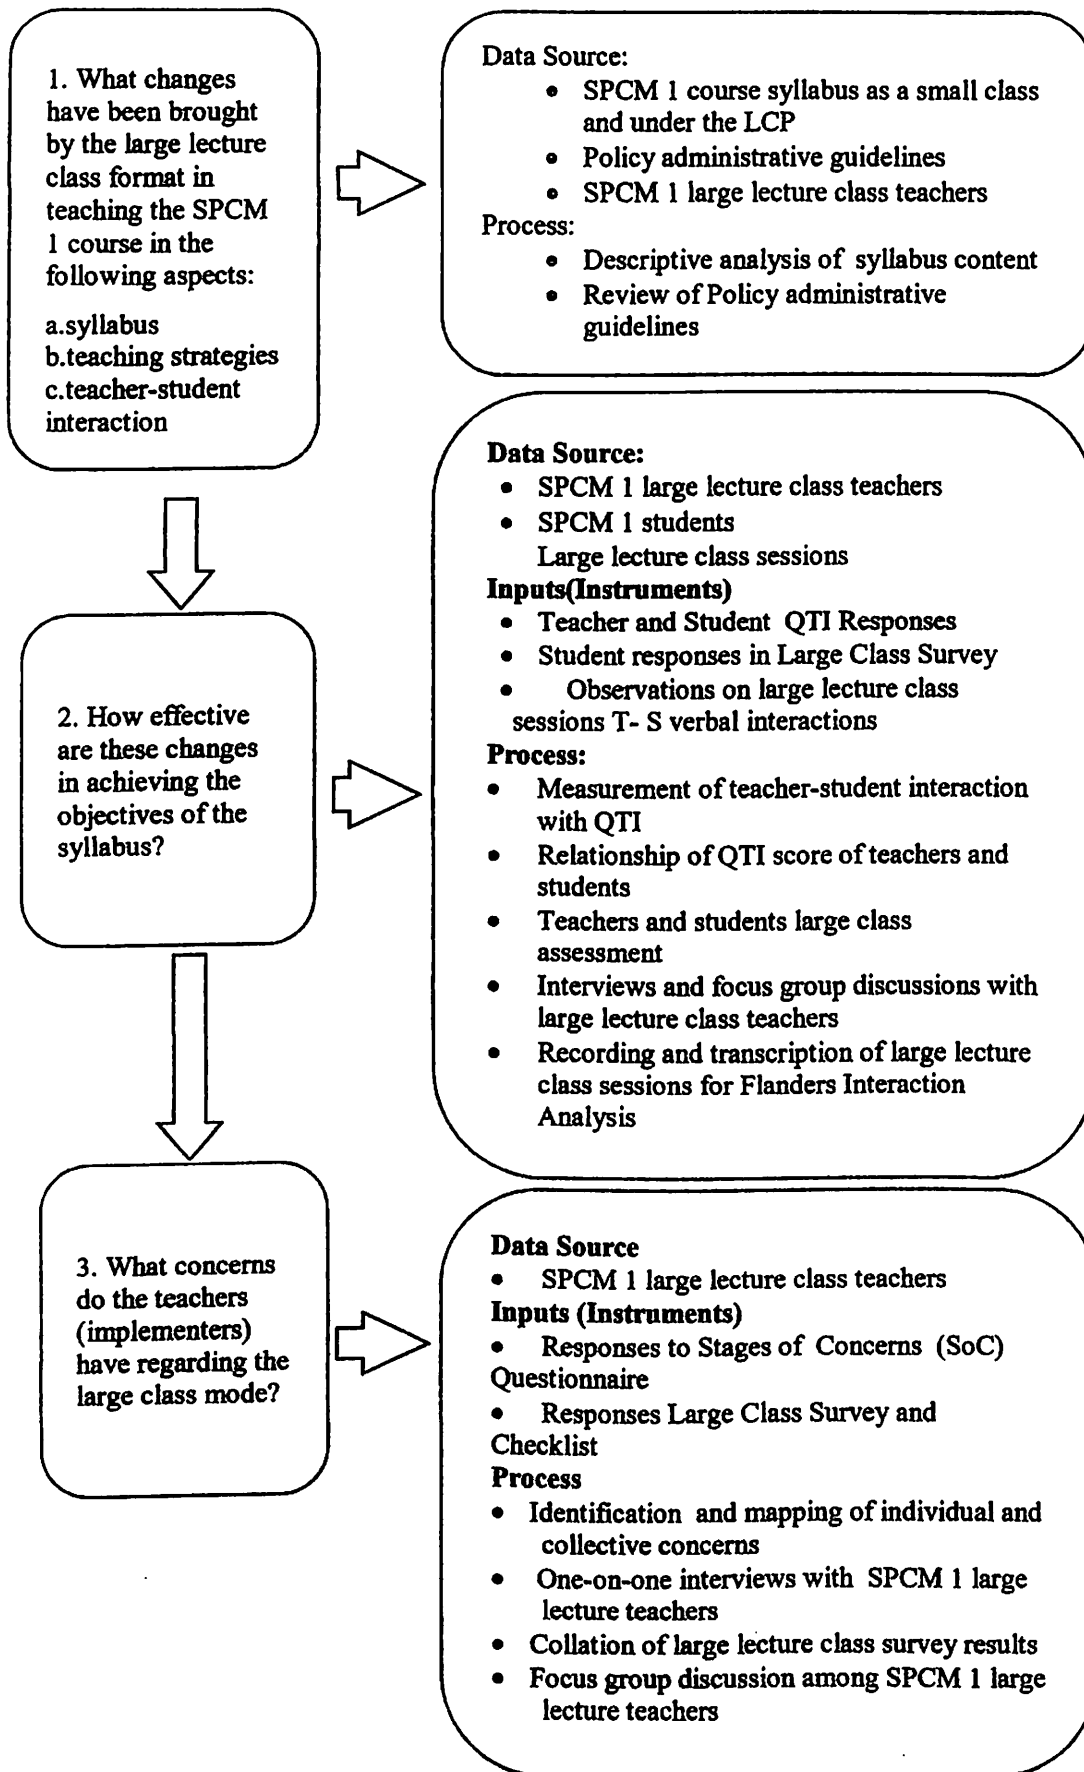 1. What changes
have been brought
by the large lecture
class format in
teaching the SPCM
1 course in the
following aspects:
a.syllabus
b.teaching strategies
c.teacher-student
interaction
Data Source:
• SPCM 1 course syllabus as a small class
and under the LCP
• Policy administrative guidelines
• SPCM 1 large lecture class teachers
Process:
• Descriptive analysis of syllabus content
• Review of Policy administrative
guidelines
2. How effective
are these changes
in achieving the
objectives of the
syllabus?
Data Source:
• SPCM 1 large lecture class teachers
• SPCM 1 students
Large lecture class sessions
Inputs(Instruments)
• Teacher and Student QTI Responses
• Student responses in Large Class Survey
• Observations on large lecture class
sessions T- S verbal interactions
Process:
• Measurement of teacher-student interaction
with QTI
• Relationship of QTI score of teachers and
students
• Teachers and students large class
assessment
• Interviews and focus group discussions with
large lecture class teachers
• Recording and transcription of large lecture
class sessions for Flanders Interaction
Analysis
3. What concerns
do the teachers
(implementers)
have regarding the
large class mode?
Data Source
• SPCM 1 large lecture class teachers
Inputs (Instruments)
• Responses to Stages of Concerns (SoC)
Questionnaire
• Responses Large Class Survey and
Checklist
Process
• Identification and mapping of individual and
collective concerns
• One-on-one interviews with SPCM 1 large
lecture teachers
• Collation of large lecture class survey results
• Focus group discussion among SPCM 1 large
lecture teachers